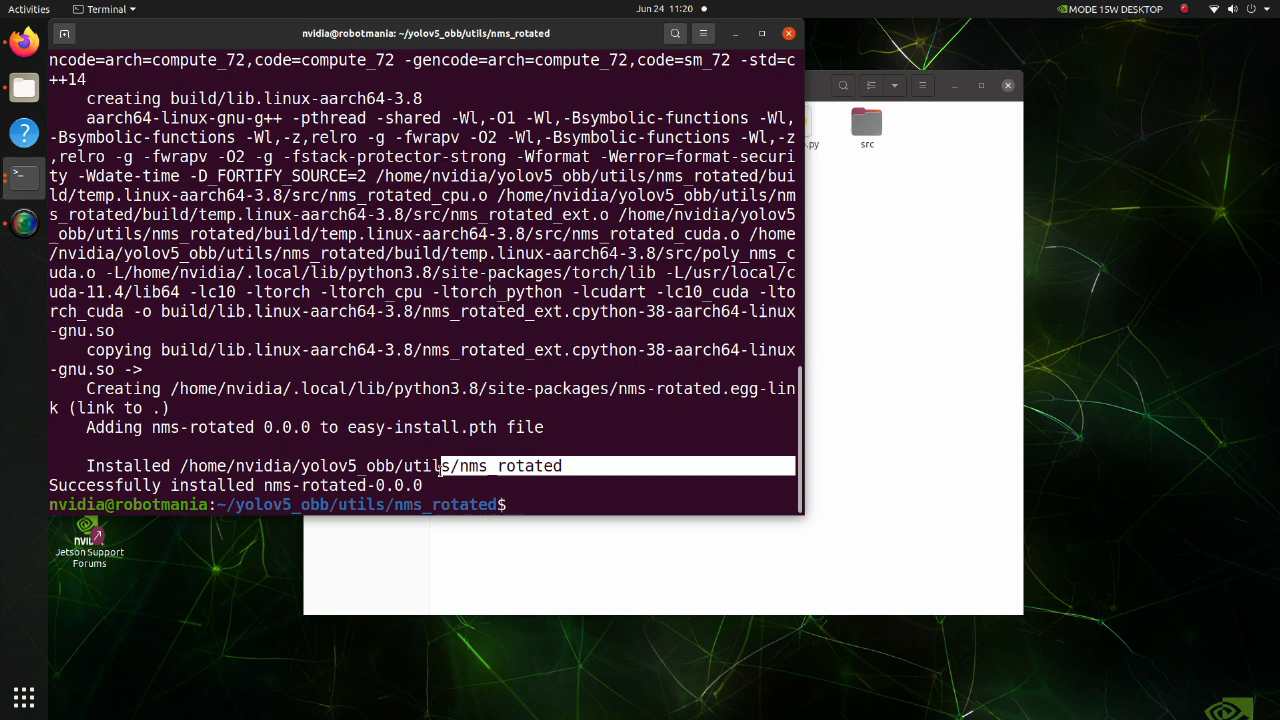 Activities
Terminal
Jun 24 11:20
MODE 15W DESKTOP
nvidia@robotmania: ~/yolov5_obb/utils/nms_rotated
ncode=arch=compute_72,code=compute_72 -gencode=arch=compute_72,code=sm_72 -std=c
++14
creating build/lib.linux-aarch64-3.8
aarch64-linux-gnu-g++ -pthread -shared -Wl,-O1 -Wl,-Bsymbolic-functions -Wl,
-Bsymbolic-functions -Wl,-z,relro -g -fwrapv -O2 -Wl,-Bsymbolic-functions -Wl,-z
,relro -g -fwrapv -O2 -g -fstack-protector-strong -Wformat -Werror=format-securi
ty -Wdate-time -D_FORTIFY_SOURCE=2 /home/nvidia/yolov5_obb/utils/nms_rotated/bui
ld/temp.linux-aarch64-3.8/src/nms_rotated_cpu.o /home/nvidia/yolov5_obb/utils/nm
s_rotated/build/temp.linux-aarch64-3.8/src/nms_rotated_ext.o /home/nvidia/yolov5
_obb/utils/nms_rotated/build/temp.linux-aarch64-3.8/src/nms_rotated_cuda.o /home
/nvidia/yolov5_obb/utils/nms_rotated/build/temp.linux-aarch64-3.8/src/poly_nms_c
uda.o -L/home/nvidia/.local/lib/python3.8/site-packages/torch/lib -L/usr/local/c
uda-11.4/lib64 -lc10 -ltorch -ltorch_cpu -ltorch_python -lcudart -lc10_cuda -lto
rch_cuda -o build/lib.linux-aarch64-3.8/nms_rotated_ext.cpython-38-aarch64-linux
-gnu.so
copying build/lib.linux-aarch64-3.8/nms_rotated_ext.cpython-38-aarch64-linux
-gnu.so ->
Creating /home/nvidia/.local/lib/python3.8/site-packages/nms-rotated.egg-lin
k (link to .)
Adding nms-rotated 0.0.0 to easy-install.pth file
Installed /home/nvidia/yolov5_obb/utils/nms_rotated
Successfully installed nms-rotated-0.0.0
nvidia@robotmania:~/yolov5_obb/utils/nms_rotated$
.py
src
Jetson Support
Forums